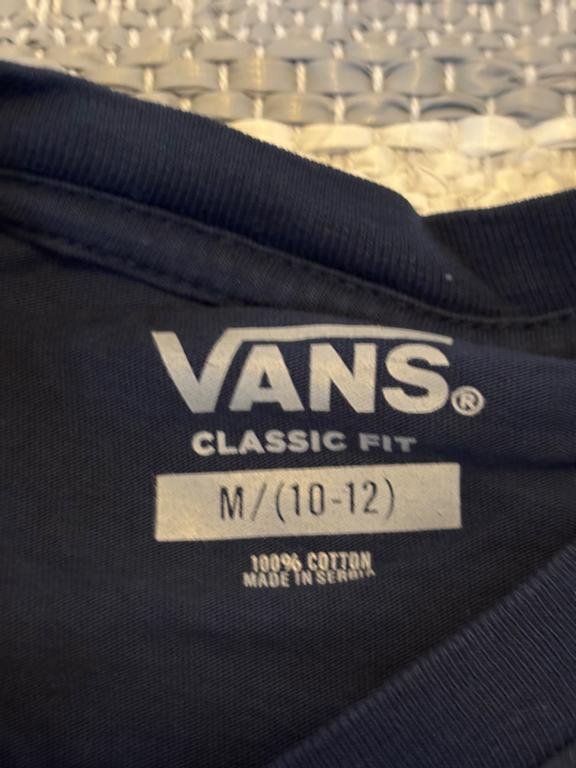 VANS®
CLASSIC FIT
M/(10-12)
100% COTTON
MADE IN SERBIA